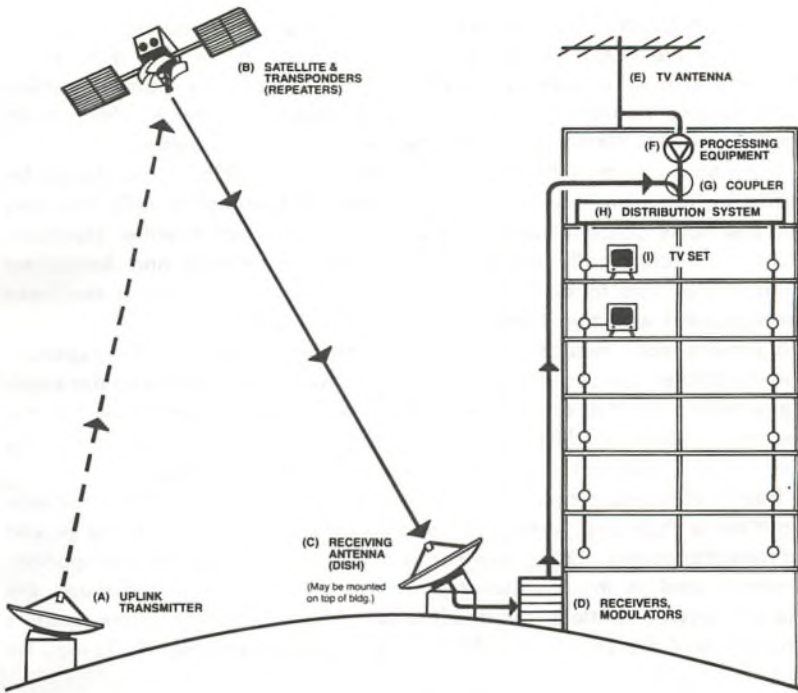 (B) SATELLITE &
TRANSPONDERS
(REPEATERS)
(E) TV ANTENNA
(F) PROCESSING
EQUIPMENT
(G) COUPLER
(H) DISTRIBUTION SYSTEM
(I) TV SET
(C) RECEIVING
ANTENNA
(DISH)
(May be mounted
on top of bldg.)
(A) UPLINK
TRANSMITTER
(D) RECEIVERS,
MODULATORS